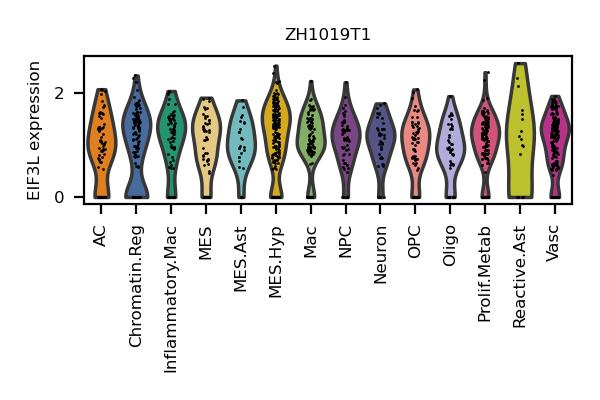 ZH1019T1
EIF3L expression
2
0
AC
Chromatin.Reg
Inflammatory.Mac
MES
MES.Ast
MES.Hyp
Mac
NPC
Neuron
OPC
Oligo
Prolif.Metab
Reactive.Ast
Vasc